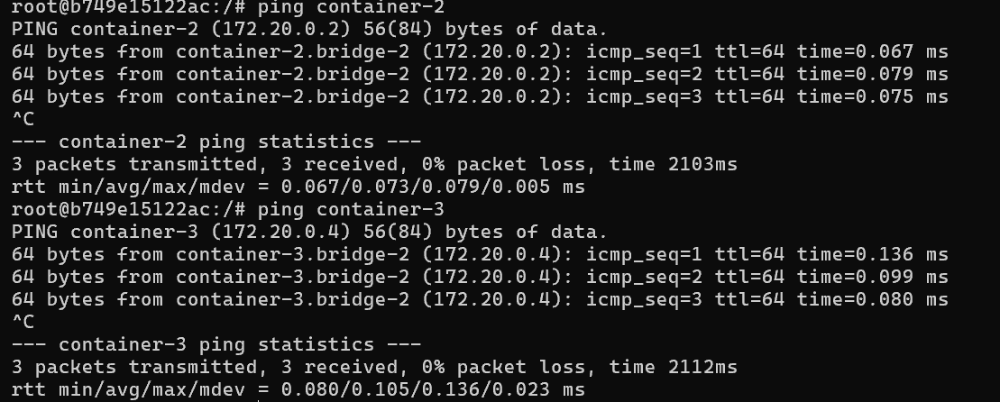 root@b749e15122ac:/# ping container-2
PING container-2 (172.20.0.2) 56(84) bytes of data.
64 bytes from container-2.bridge-2 (172.20.0.2): icmp_seq=1 ttl=64 time=0.067 ms
64 bytes from container-2.bridge-2 (172.20.0.2): icmp_seq=2 ttl=64 time=0.079 ms
64 bytes from container-2.bridge-2 (172.20.0.2): icmp_seq=3 ttl=64 time=0.075 ms
^C
--- container-2 ping statistics ---
3 packets transmitted, 3 received, 0% packet loss, time 2103ms
rtt min/avg/max/mdev = 0.067/0.073/0.079/0.005 ms
root@b749e15122ac:/# ping container-3
PING container-3 (172.20.0.4) 56(84) bytes of data.
64 bytes from container-3.bridge-2 (172.20.0.4): icmp_seq=1 ttl=64 time=0.136 ms
64 bytes from container-3.bridge-2 (172.20.0.4): icmp_seq=2 ttl=64 time=0.099 ms
64 bytes from container-3.bridge-2 (172.20.0.4): icmp_seq=3 ttl=64 time=0.080 ms
^C
--- container-3 ping statistics ---
3 packets transmitted, 3 received, 0% packet loss, time 2112ms
rtt min/avg/max/mdev = 0.080/0.105/0.136/0.023 ms